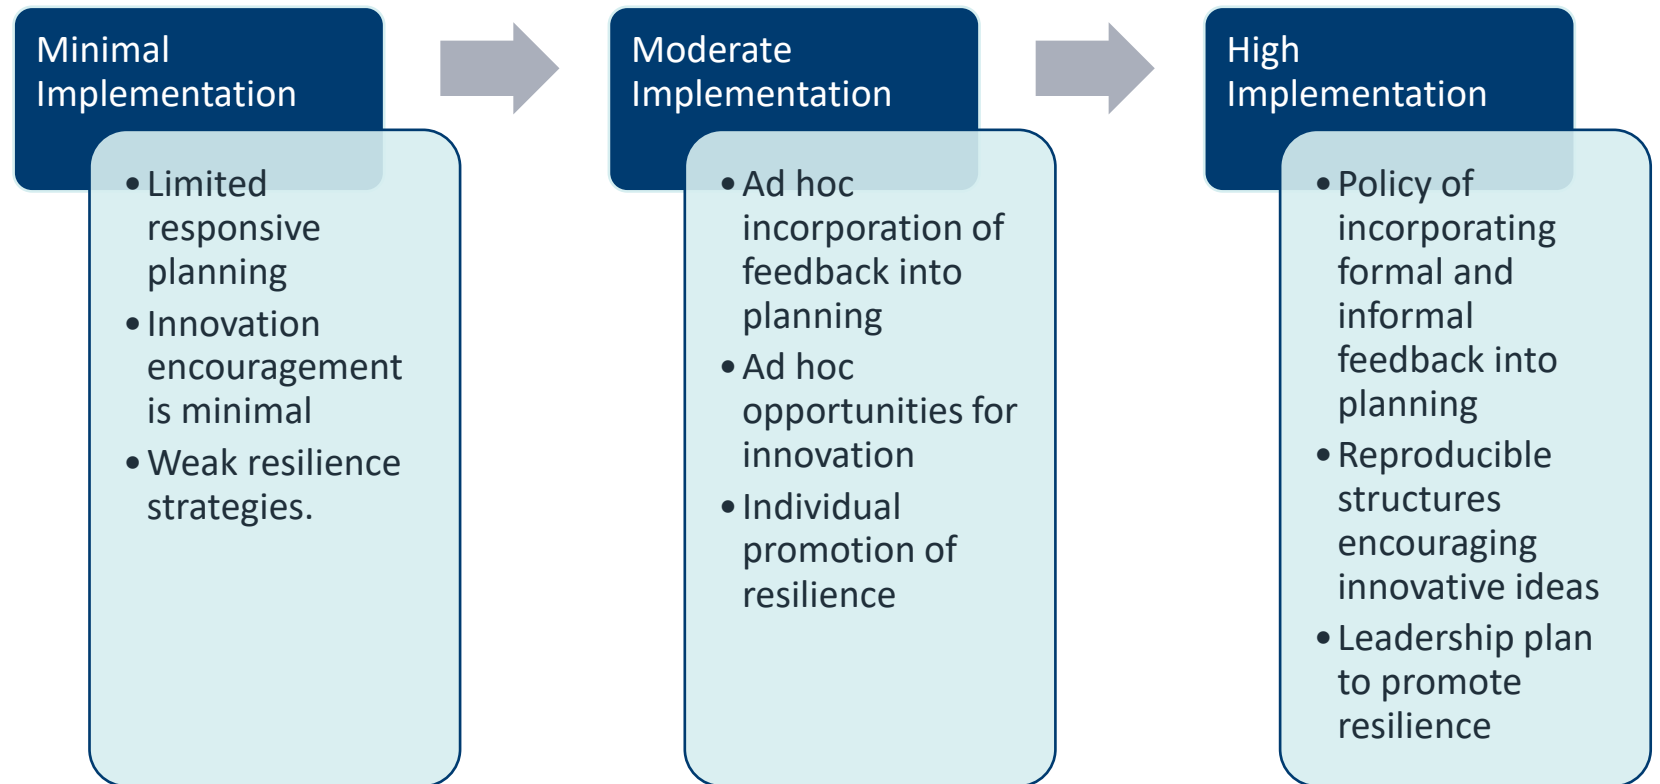 Minimal
Implementation
• Limited
responsive
planning
• Innovation
encouragement
is minimal
• Weak resilience
strategies.
Moderate
Implementation
• Ad hoc
incorporation of
feedback into
planning
• Ad hoc
opportunities for
innovation
• Individual
promotion of
resilience
High
Implementation
• Policy of
incorporating
formal and
informal
feedback into
planning
• Reproducible
structures
encouraging
innovative ideas
• Leadership plan
to promote
resilience